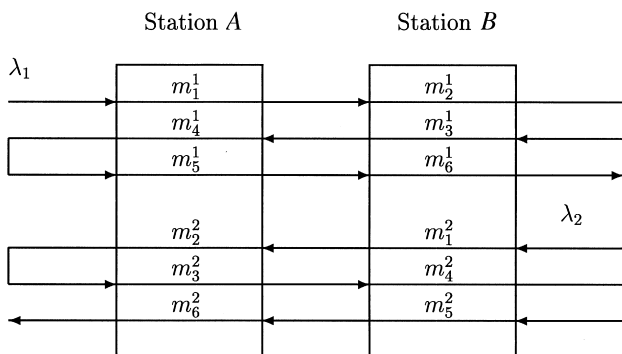 Station A Station B
λ₁
m₁¹ m₂¹
m₄¹ m₃¹
m₅¹ m₆¹
λ₂
m₂² m₁²
m₃² m₄²
m₆² m₅²